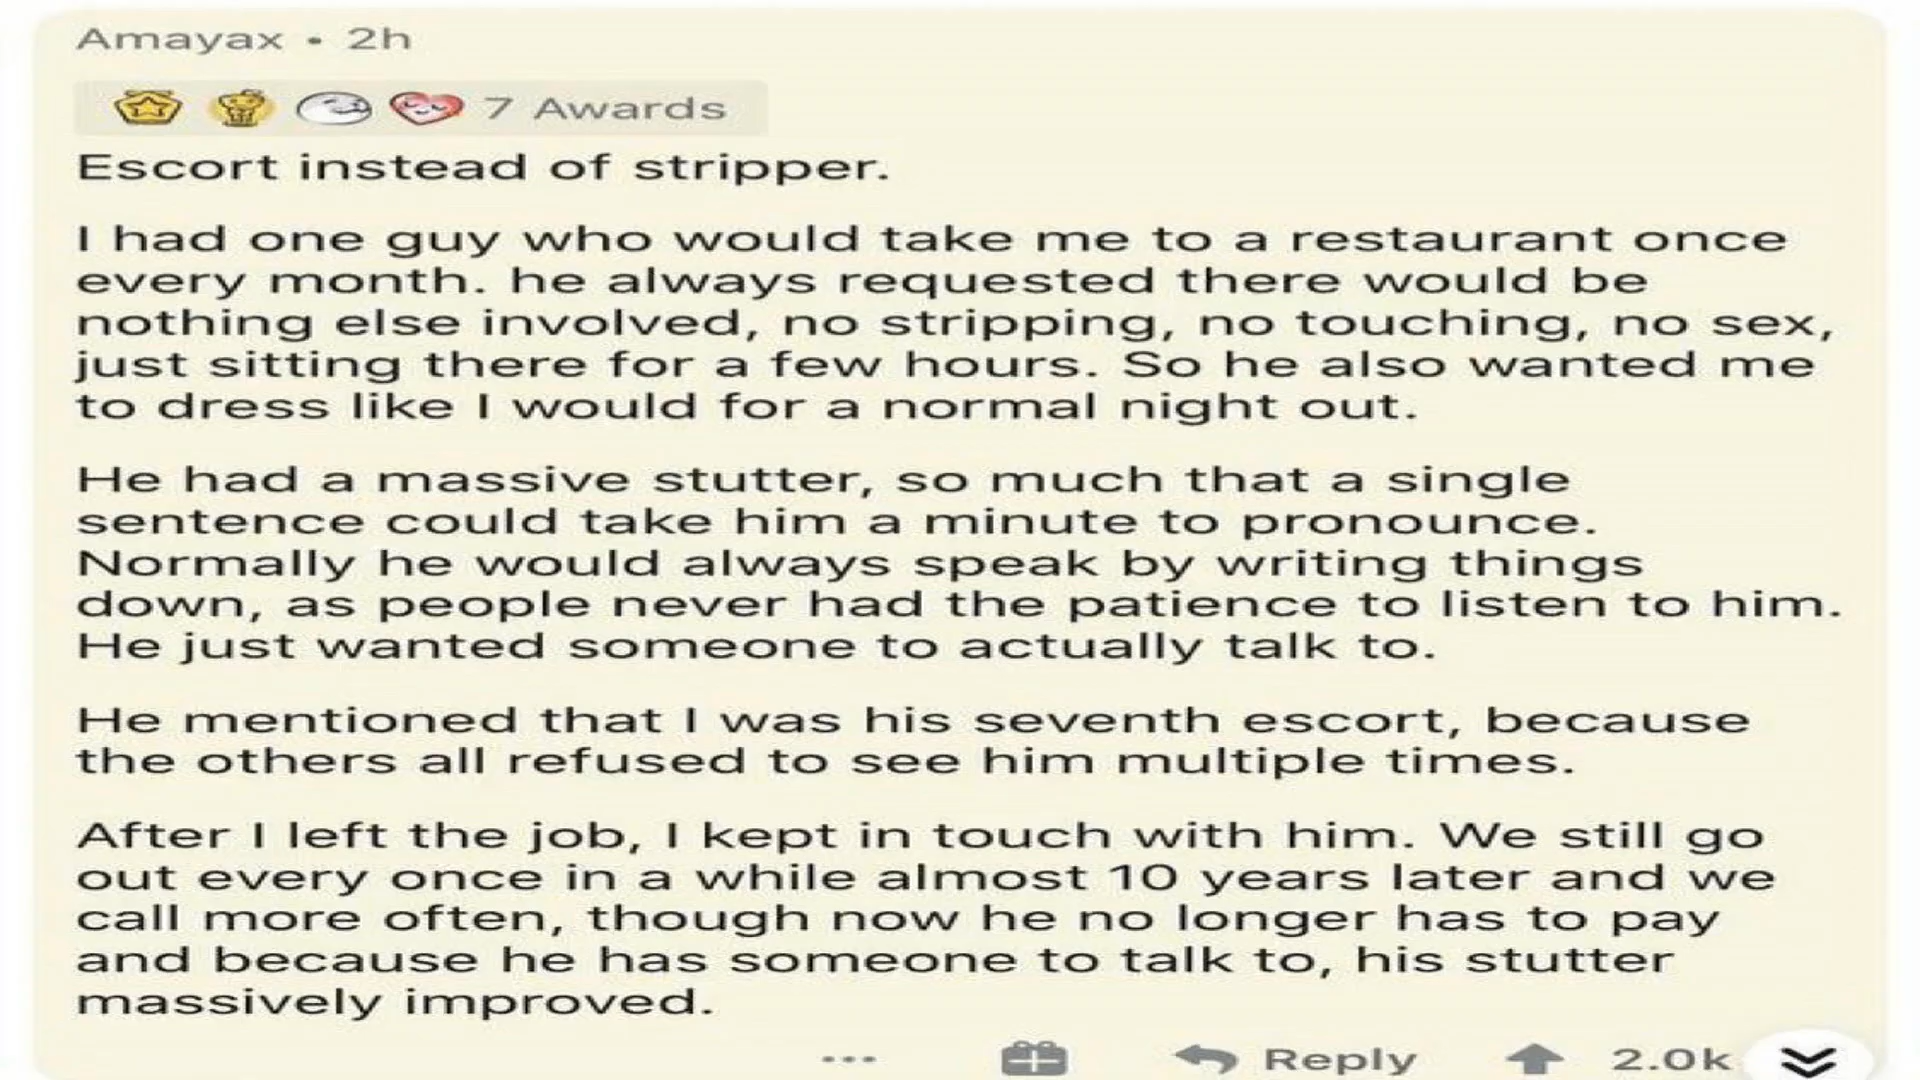 Amayax • 2h
7 Awards
Escort instead of stripper.
I had one guy who would take me to a restaurant once
every month. he always requested there would be
nothing else involved, no stripping, no touching, no sex,
just sitting there for a few hours. So he also wanted me
to dress like I would for a normal night out.
He had a massive stutter, so much that a single
sentence could take him a minute to pronounce.
Normally he would always speak by writing things
down, as people never had the patience to listen to him.
He just wanted someone to actually talk to.
He mentioned that I was his seventh escort, because
the others all refused to see him multiple times.
After I left the job, I kept in touch with him. We still go
out every once in a while almost 10 years later and we
call more often, though now he no longer has to pay
and because he has someone to talk to, his stutter
massively improved.
Reply 2.0k